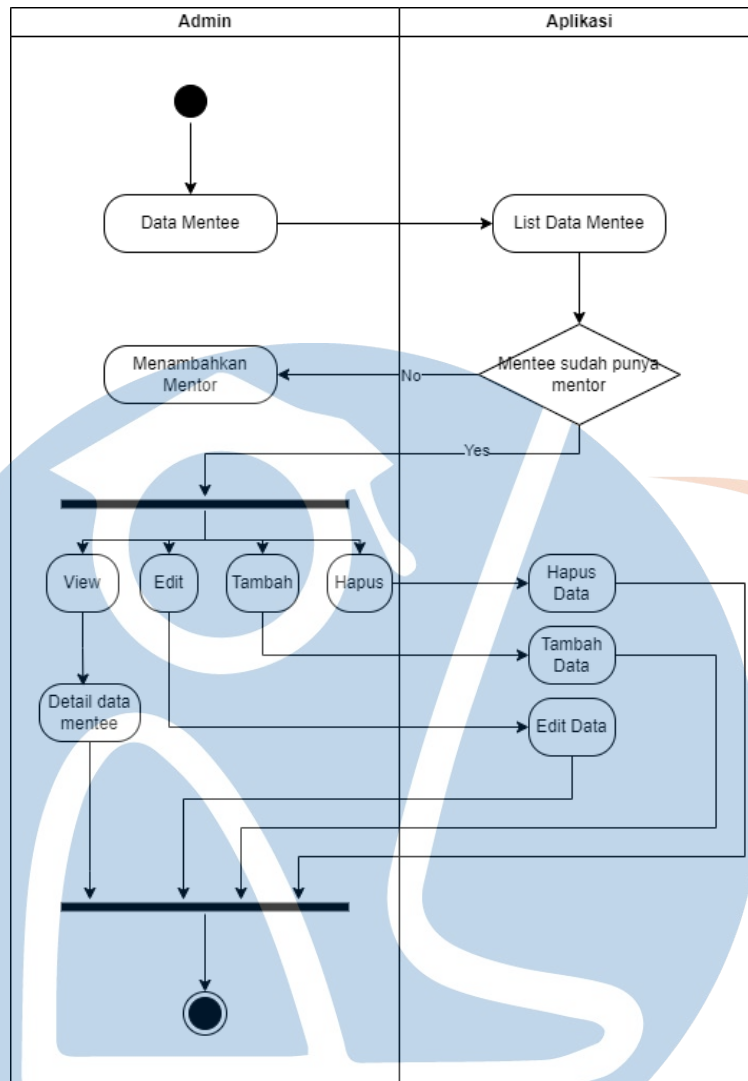 Admin
Aplikasi
Data Mentee
List Data Mentee
Menambahkan
Mentor
No
Mentee sudah punya
mentor
Yes
View
Edit
Tambah
Hapus
Hapus
Data
Tambah
Data
Detail data
mentee
Edit Data